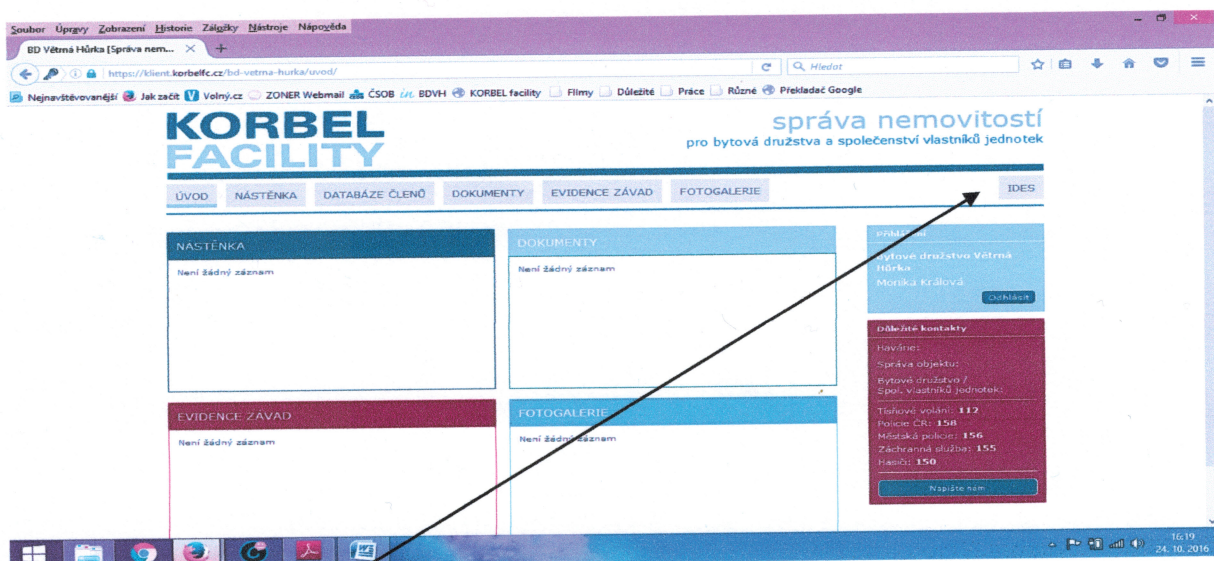 Soubor Úpravy Zobrazení Historie Záložky Nástroje Nápověda
BD Větrná Hůrka [Správa nem...
https://klient.korbelfc.cz/bd-vetrna-hurka/uvod/
Hledat
Nejnavštěvovanější Jak začít Volný.cz ZONER Webmail ČSOB BDVH KORBEL facility Filmy Důležité Práce Různé Překladač Google
KORBEL
FACILITY
správa nemovitostí
pro bytová družstva a společenství vlastníků jednotek
ÚVOD NÁSTĚNKA DATABÁZE ČLENŮ DOKUMENTY EVIDENCE ZÁVAD FOTOGALERIE IDES
NÁSTĚNKA
Není žádný záznam
DOKUMENTY
Není žádný záznam
Přihlášení
Bytové družstvo Větrná
Hůrka
Monika Králová
Odhlásit
Důležité kontakty
Havárie:
Správa objektu:
Bytové družstvo /
Spol. vlastníků jednotek:
Tísňové volání: 112
Policie ČR: 158
Městská policie: 156
Záchranná služba: 155
Hasiči: 150
Napište nám
EVIDENCE ZÁVAD
Není žádný záznam
FOTOGALERIE
Není žádný záznam
16:19
24. 10. 2016